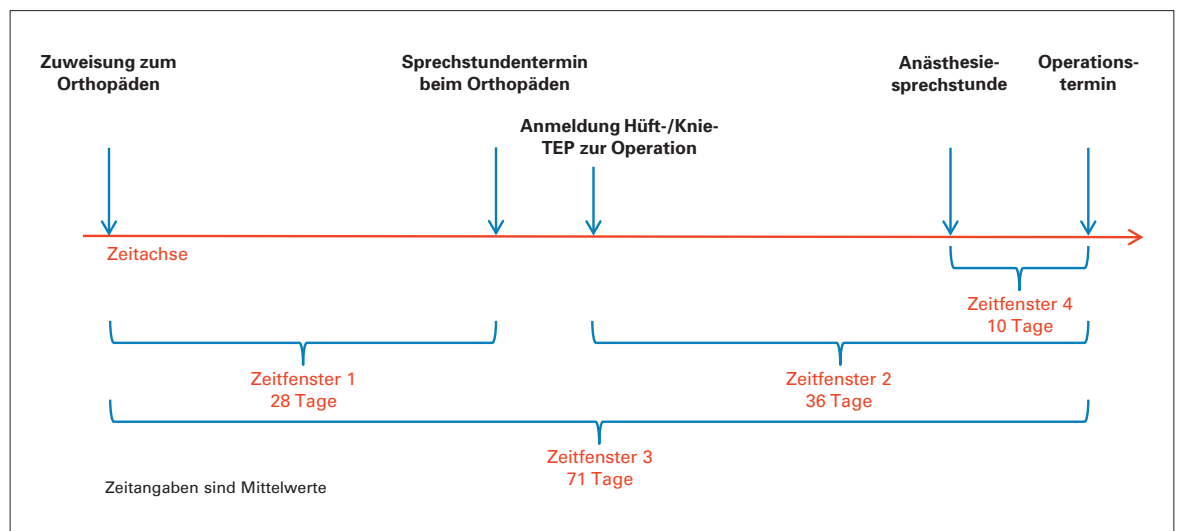 Zuweisung zum
Orthopäden
Sprechstundentermin
beim Orthopäden
Anmeldung Hüft-/Knie-
TEP zur Operation
Anästhesie-
sprechstunde
Operations-
termin
Zeitachse
Zeitfenster 4
10 Tage
Zeitfenster 1
28 Tage
Zeitfenster 2
36 Tage
Zeitfenster 3
71 Tage
Zeitangaben sind Mittelwerte